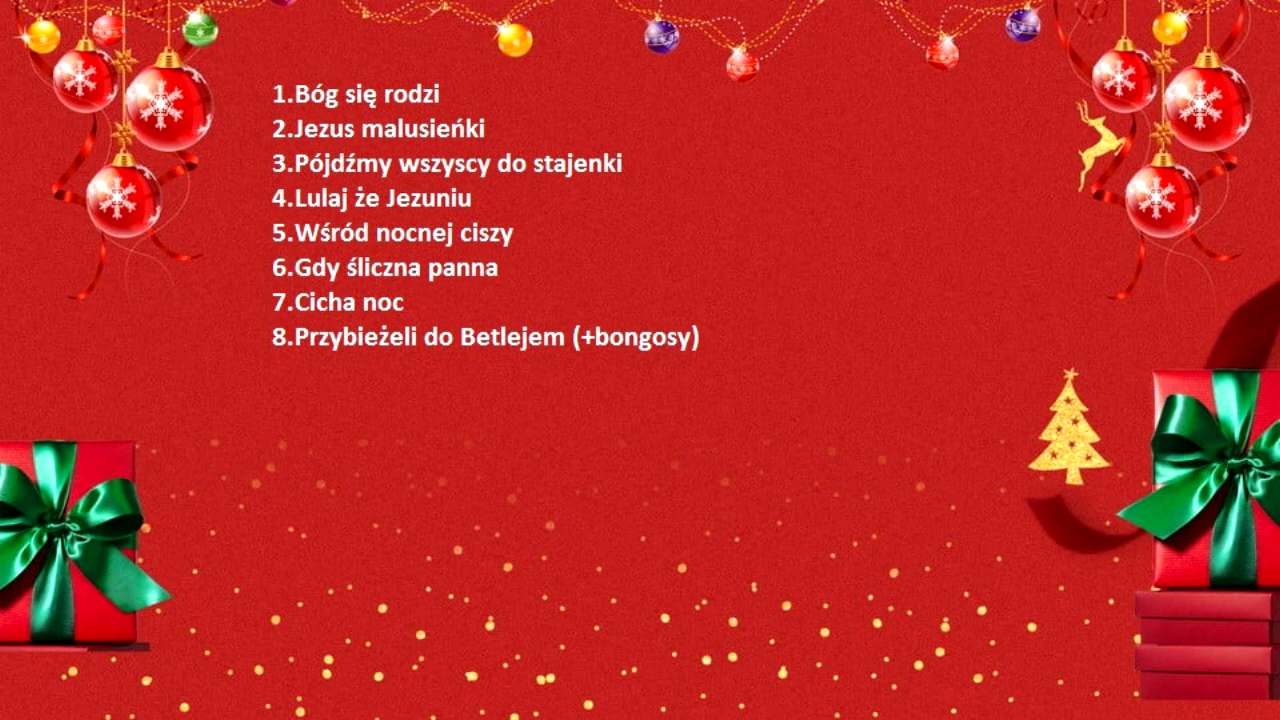 1.Bóg się rodzi
2.Jezus malusieńki
3.Pójdźmy wszyscy do stajenki
4.Lulaj że Jezuniu
5.Wśród nocnej ciszy
6.Gdy śliczna panna
7.Cicha noc
8.Przybieżeli do Betlejem (+bongosy)